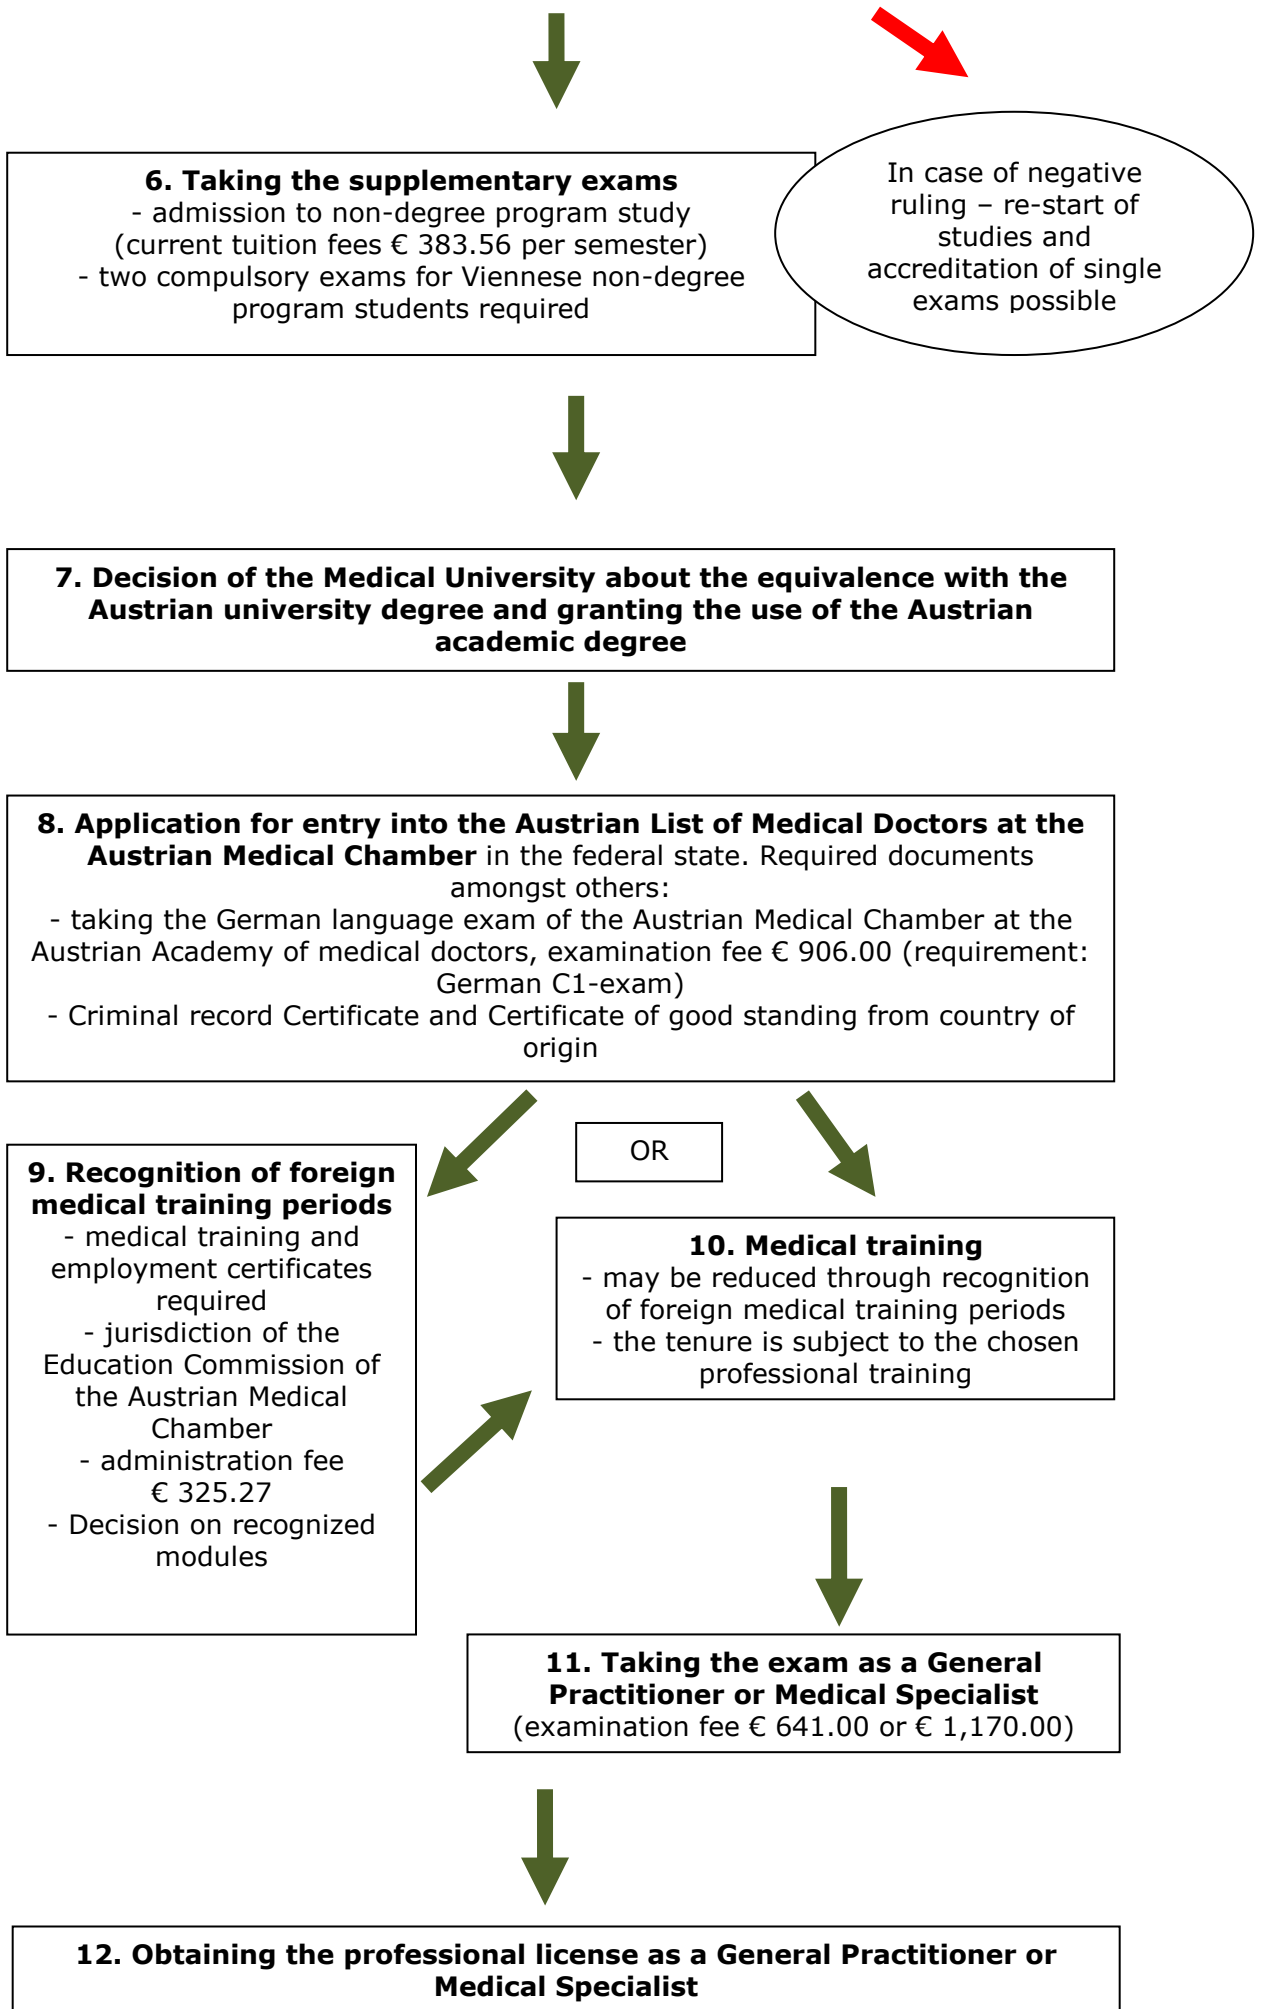 6. Taking the supplementary exams
- admission to non-degree program study
(current tuition fees € 383.56 per semester)
- two compulsory exams for Viennese non-degree
program students required
In case of negative
ruling – re-start of
studies and
accreditation of single
exams possible
7. Decision of the Medical University about the equivalence with the
Austrian university degree and granting the use of the Austrian
academic degree
8. Application for entry into the Austrian List of Medical Doctors at the
Austrian Medical Chamber in the federal state. Required documents
amongst others:
- taking the German language exam of the Austrian Medical Chamber at the
Austrian Academy of medical doctors, examination fee € 906.00 (requirement:
German C1-exam)
- Criminal record Certificate and Certificate of good standing from country of
origin
OR
9. Recognition of foreign
medical training periods
- medical training and
employment certificates
required
- jurisdiction of the
Education Commission of
the Austrian Medical
Chamber
- administration fee
€ 325.27
- Decision on recognized
modules
10. Medical training
- may be reduced through recognition
of foreign medical training periods
- the tenure is subject to the chosen
professional training
11. Taking the exam as a General
Practitioner or Medical Specialist
(examination fee € 641.00 or € 1,170.00)
12. Obtaining the professional license as a General Practitioner or
Medical Specialist